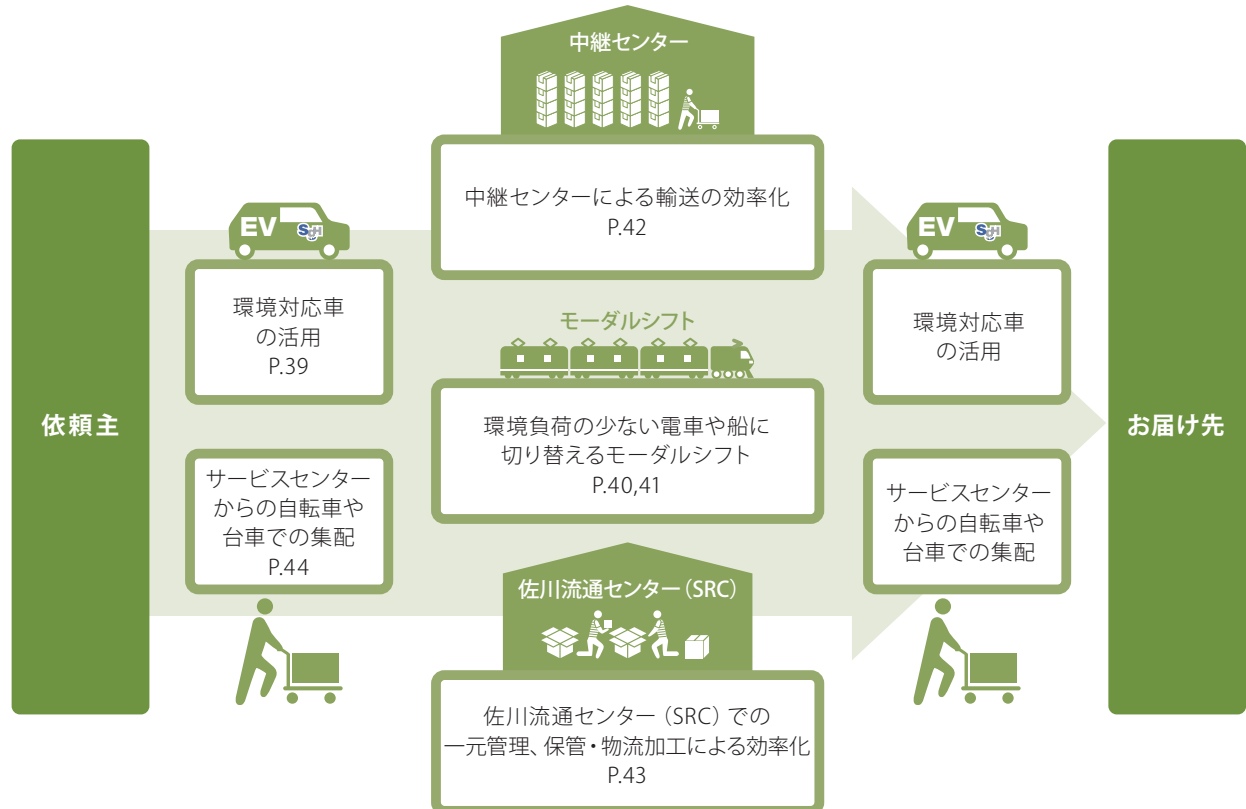 中継センター
中継センターによる輸送の効率化
P.42
依頼主
EV
SGH
環境対応車
の活用
P.39
サービスセンター
からの自転車や
台車での集配
P.44
モーダルシフト
環境負荷の少ない電車や船に
切り替えるモーダルシフト
P.40,41
佐川流通センター（SRC）
佐川流通センター（SRC）での
一元管理、保管・物流加工による効率化
P.43
EV
SGH
環境対応車
の活用
サービスセンター
からの自転車や
台車での集配
お届け先